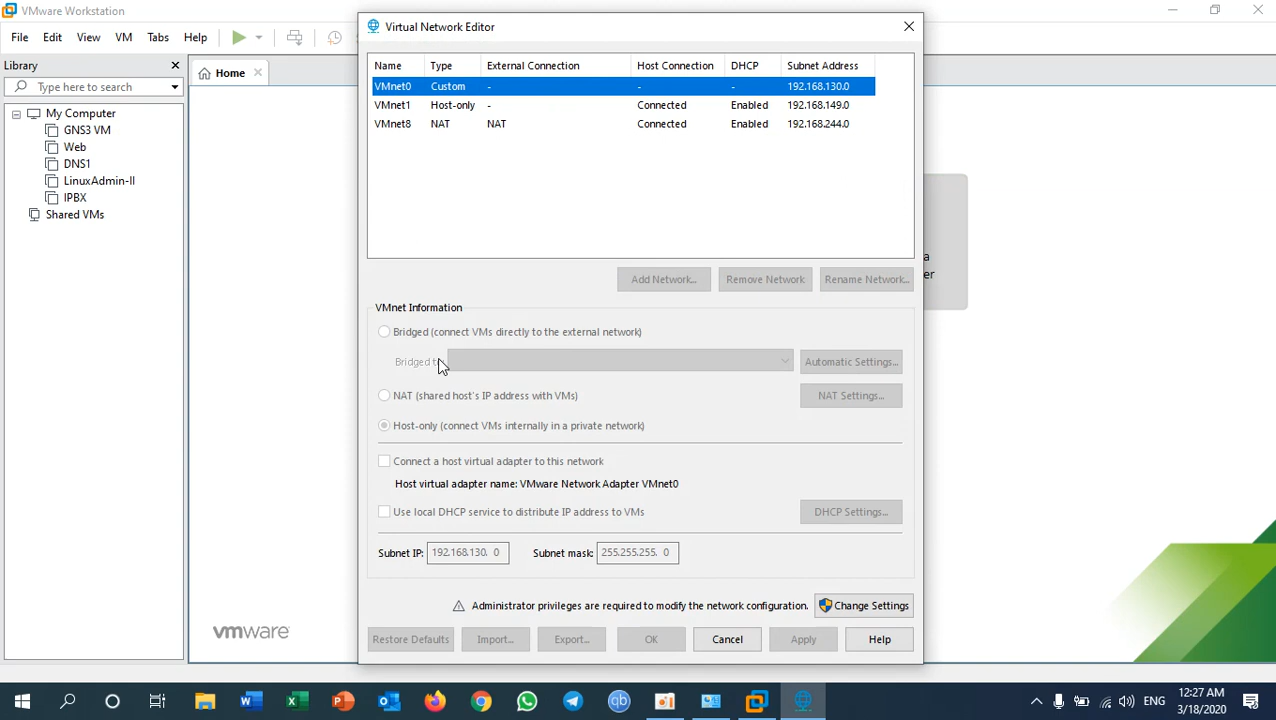 VMware Workstation
File Edit View VM Tabs Help
Library
Type here to search
My Computer
GNS3 VM
Web
DNS1
LinuxAdmin-II
IPBX
Shared VMs
Home
a
er
vmware
Virtual Network Editor
Name Type External Connection Host Connection DHCP Subnet Address
VMnet0 Custom - - - 192.168.130.0
VMnet1 Host-only - Connected Enabled 192.168.149.0
VMnet8 NAT NAT Connected Enabled 192.168.244.0
Add Network... Remove Network Rename Network...
VMnet Information
Bridged (connect VMs directly to the external network)
Bridged Automatic Settings...
NAT (shared host's IP address with VMs) NAT Settings...
Host-only (connect VMs internally in a private network)
Connect a host virtual adapter to this network
Host virtual adapter name: VMware Network Adapter VMnet0
Use local DHCP service to distribute IP address to VMs DHCP Settings...
Subnet IP: 192.168.130. 0 Subnet mask: 255.255.255. 0
Administrator privileges are required to modify the network configuration. Change Settings
Restore Defaults Import... Export... OK Cancel Apply Help
ENG
12:27 AM
3/18/2020